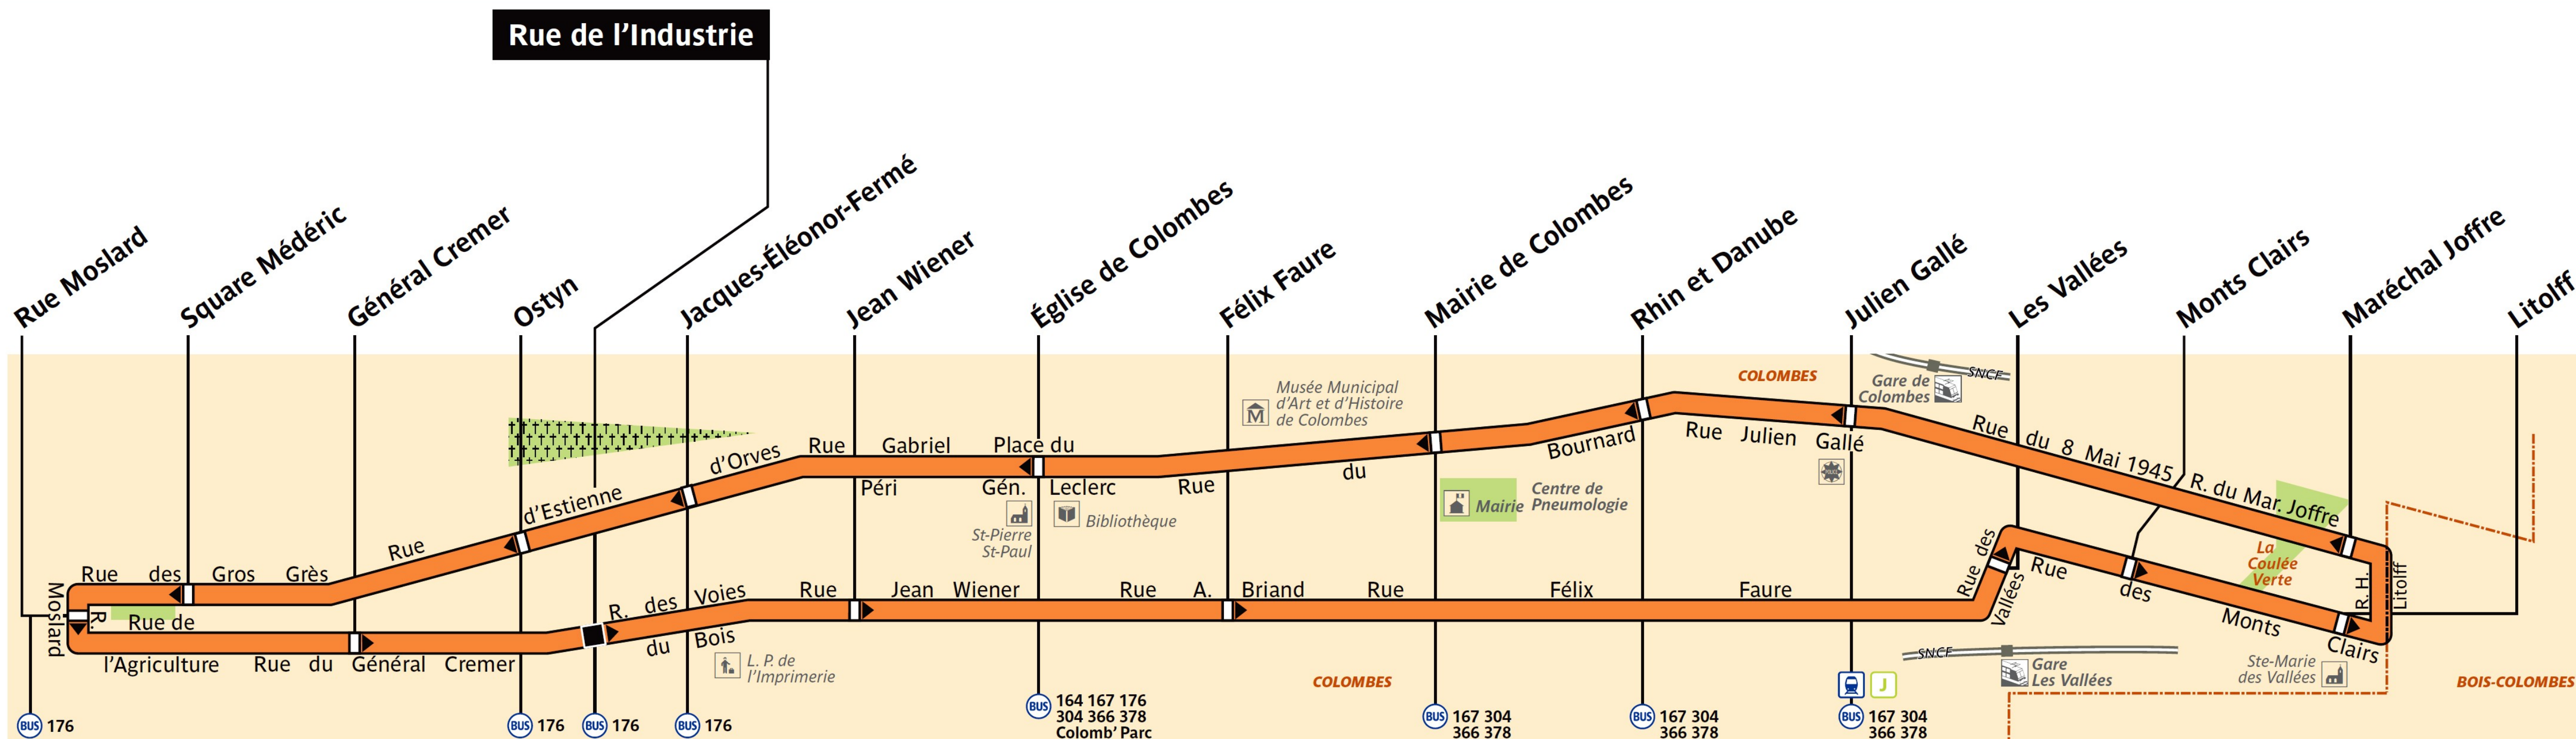 Rue de l'Industrie
Rue Moslard
Square Médéric
Général Cremer
Ostyn
Jacques-Éléonor-Fermé
Jean Wiener
Église de Colombes
Félix Faure
Mairie de Colombes
Rhin et Danube
Julien Gallé
Les Vallées
Monts Clairs
Maréchal Joffre
Litolff
COLOMBES
Musée Municipal
d'Art et d'Histoire
de Colombes
M
Gare de
Colombes
SNCF
Rue des Gros Grès
Rue d'Estienne d'Orves
Rue Gabriel
Péri
Place du
Gén. Leclerc
Rue du Bournard
Rue Julien Gallé
Rue du 8 Mai 1945
R. du Mar. Joffre
St-Pierre
St-Paul
Bibliothèque
Mairie
Centre de
Pneumologie
La
Coulée
Verte
R. H.
Litolff
R.
Moslard
Rue de
l'Agriculture
Rue du Général Cremer
R. des Voies
du Bois
Rue Jean Wiener
Rue A. Briand
Rue Félix Faure
Rue des
Vallées
Rue des Monts Clairs
L. P. de
l'Imprimerie
COLOMBES
SNCF
Gare
Les Vallées
Ste-Marie
des Vallées
BOIS-COLOMBES
BUS 176
BUS 176
BUS 176
BUS 176
BUS 164 167 176
304 366 378
Colomb' Parc
BUS 167 304
366 378
BUS 167 304
366 378
J
BUS 167 304
366 378